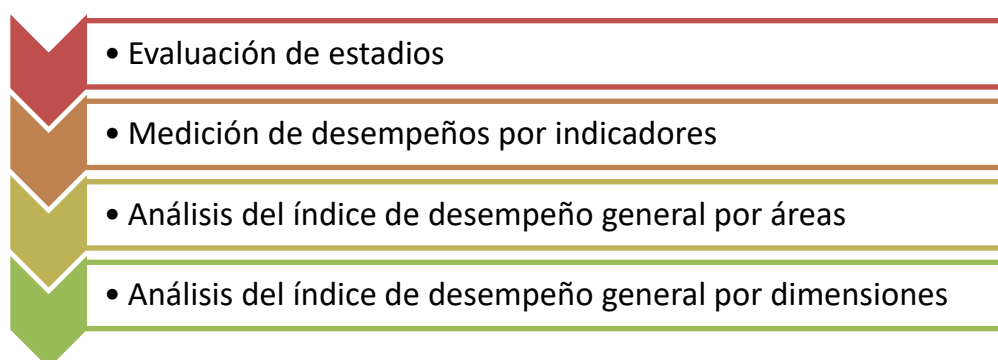 • Evaluación de estadios
• Medición de desempeños por indicadores
• Análisis del índice de desempeño general por áreas
• Análisis del índice de desempeño general por dimensiones